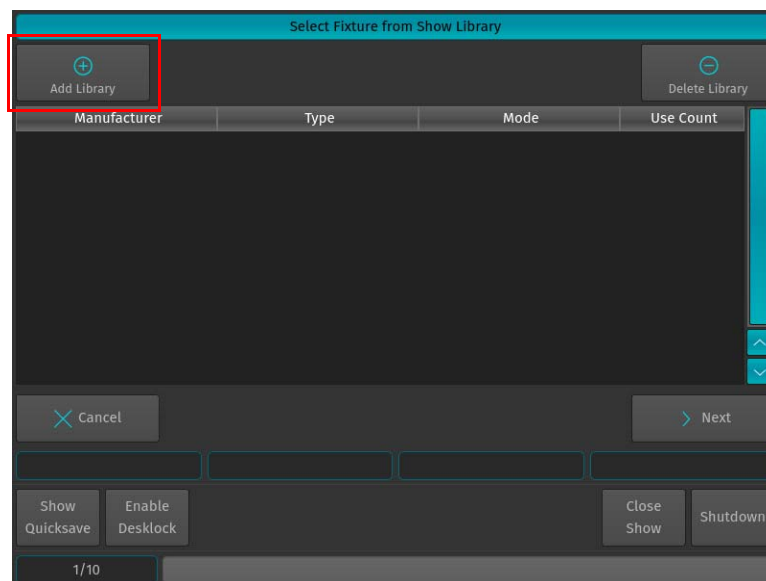 Select Fixture from Show Library
Add Library
Delete Library
Manufacturer Type Mode Use Count
Cancel
Next
Show Quicksave
Enable Desklock
Close Show
Shutdown
1/10